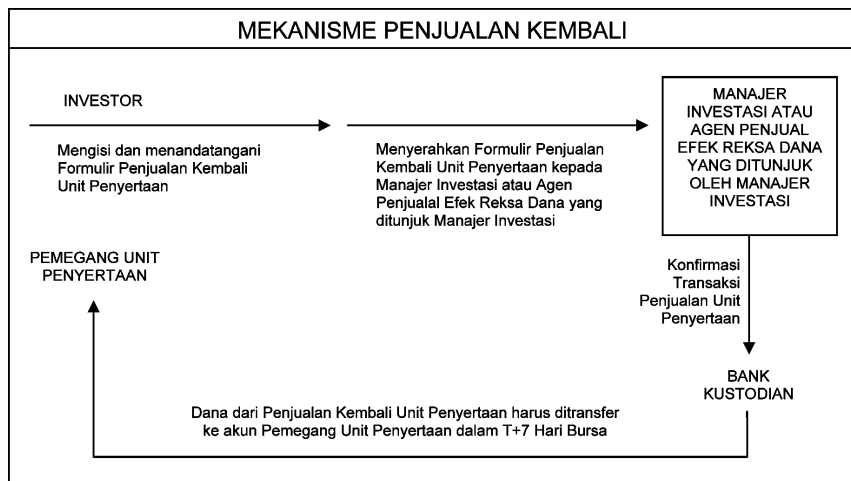 MEKANISME PENJUALAN KEMBALI
INVESTOR
Mengisi dan menandatangani
Formulir Penjualan Kembali
Unit Penyertaan
Menyerahkan Formulir Penjualan
Kembali Unit Penyertaan kepada
Manajer Investasi atau Agen
Penjualal Efek Reksa Dana yang
ditunjuk Manajer Investasi
MANAJER
INVESTASI ATAU
AGEN PENJUAL
EFEK REKSA DANA
YANG DITUNJUK
OLEH MANAJER
INVESTASI
PEMEGANG UNIT
PENYERTAAN
Konfirmasi
Transaksi
Penjualan Unit
Penyertaan
BANK
KUSTODIAN
Dana dari Penjualan Kembali Unit Penyertaan harus ditransfer
ke akun Pemegang Unit Penyertaan dalam T+7 Hari Bursa